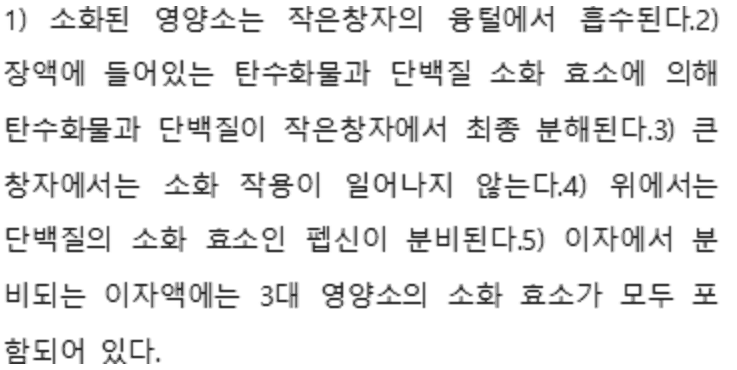 1) 소화된 영양소는 작은창자의 융털에서 흡수된다.2)
장액에 들어있는 탄수화물과 단백질 소화 효소에 의해
탄수화물과 단백질이 작은창자에서 최종 분해된다.3) 큰
창자에서는 소화 작용이 일어나지 않는다.4) 위에서는
단백질의 소화 효소인 펩신이 분비된다.5) 이자에서 분
비되는 이자액에는 3대 영양소의 소화 효소가 모두 포
함되어 있다.